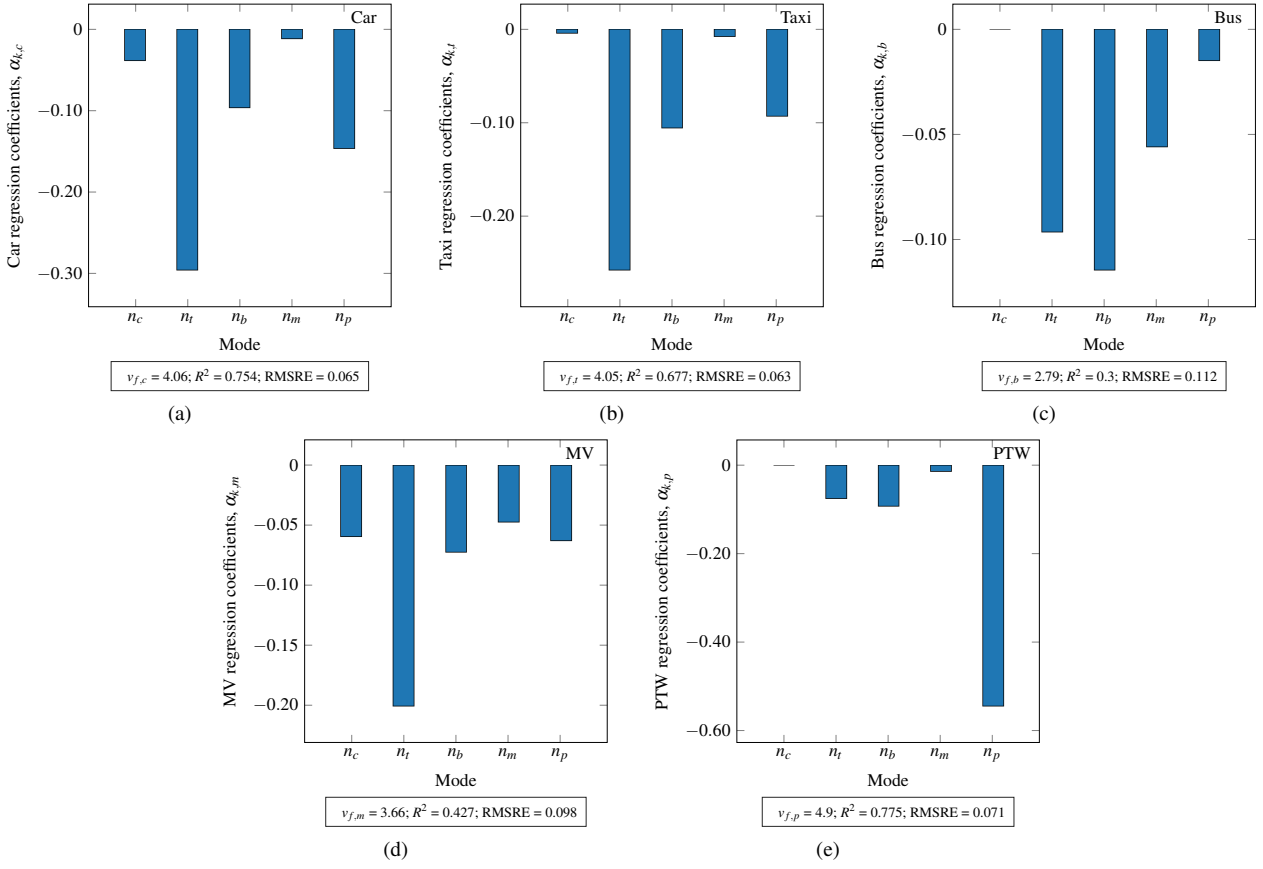 Car
Car regression coefficients, α_{k,c}
0
−0.10
−0.20
−0.30
n_c n_t n_b n_m n_p
Mode
v_{f,c} = 4.06; R² = 0.754; RMSRE = 0.065
(a)
Taxi
Taxi regression coefficients, α_{k,t}
0
−0.10
−0.20
n_c n_t n_b n_m n_p
Mode
v_{f,t} = 4.05; R² = 0.677; RMSRE = 0.063
(b)
Bus
Bus regression coefficients, α_{k,b}
0
−0.05
−0.10
n_c n_t n_b n_m n_p
Mode
v_{f,b} = 2.79; R² = 0.3; RMSRE = 0.112
(c)
MV
MV regression coefficients, α_{k,m}
0
−0.05
−0.10
−0.15
−0.20
n_c n_t n_b n_m n_p
Mode
v_{f,m} = 3.66; R² = 0.427; RMSRE = 0.098
(d)
PTW
PTW regression coefficients, α_{k,p}
0
−0.20
−0.40
−0.60
n_c n_t n_b n_m n_p
Mode
v_{f,p} = 4.9; R² = 0.775; RMSRE = 0.071
(e)